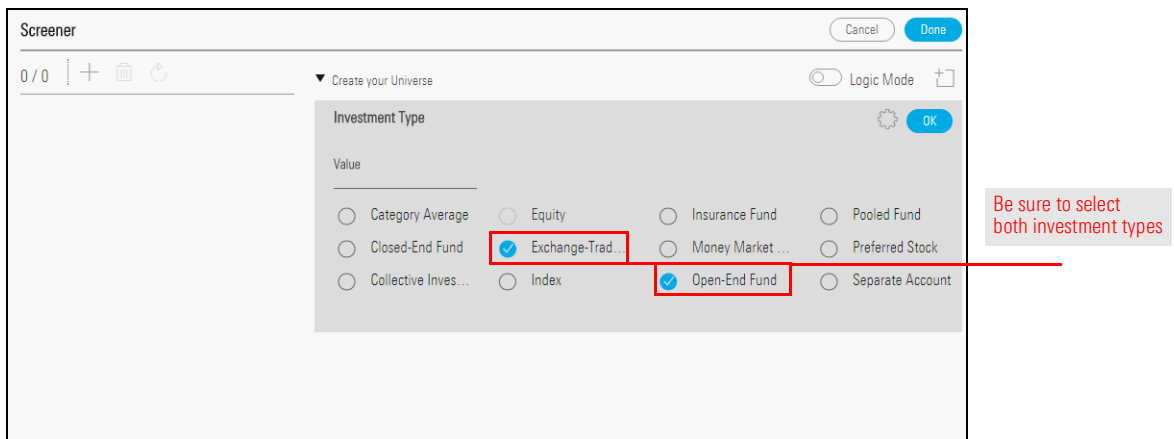 Screener
Cancel
Done
0 / 0
Create your Universe
Logic Mode
Investment Type
OK
Value
Category Average
Equity
Insurance Fund
Pooled Fund
Closed-End Fund
Exchange-Trad...
Money Market ...
Preferred Stock
Collective Inves...
Index
Open-End Fund
Separate Account
Be sure to select
both investment types